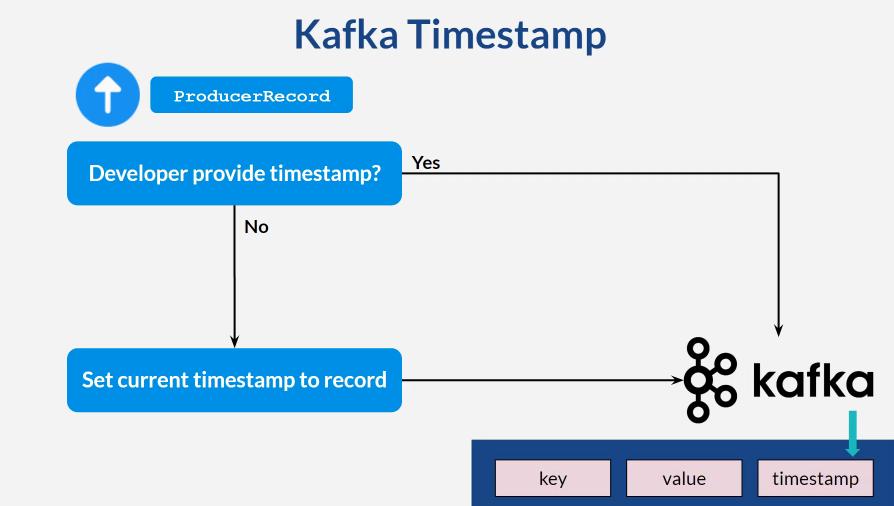 Kafka Timestamp
ProducerRecord
Developer provide timestamp?
Yes
No
Set current timestamp to record
kafka
key
value
timestamp